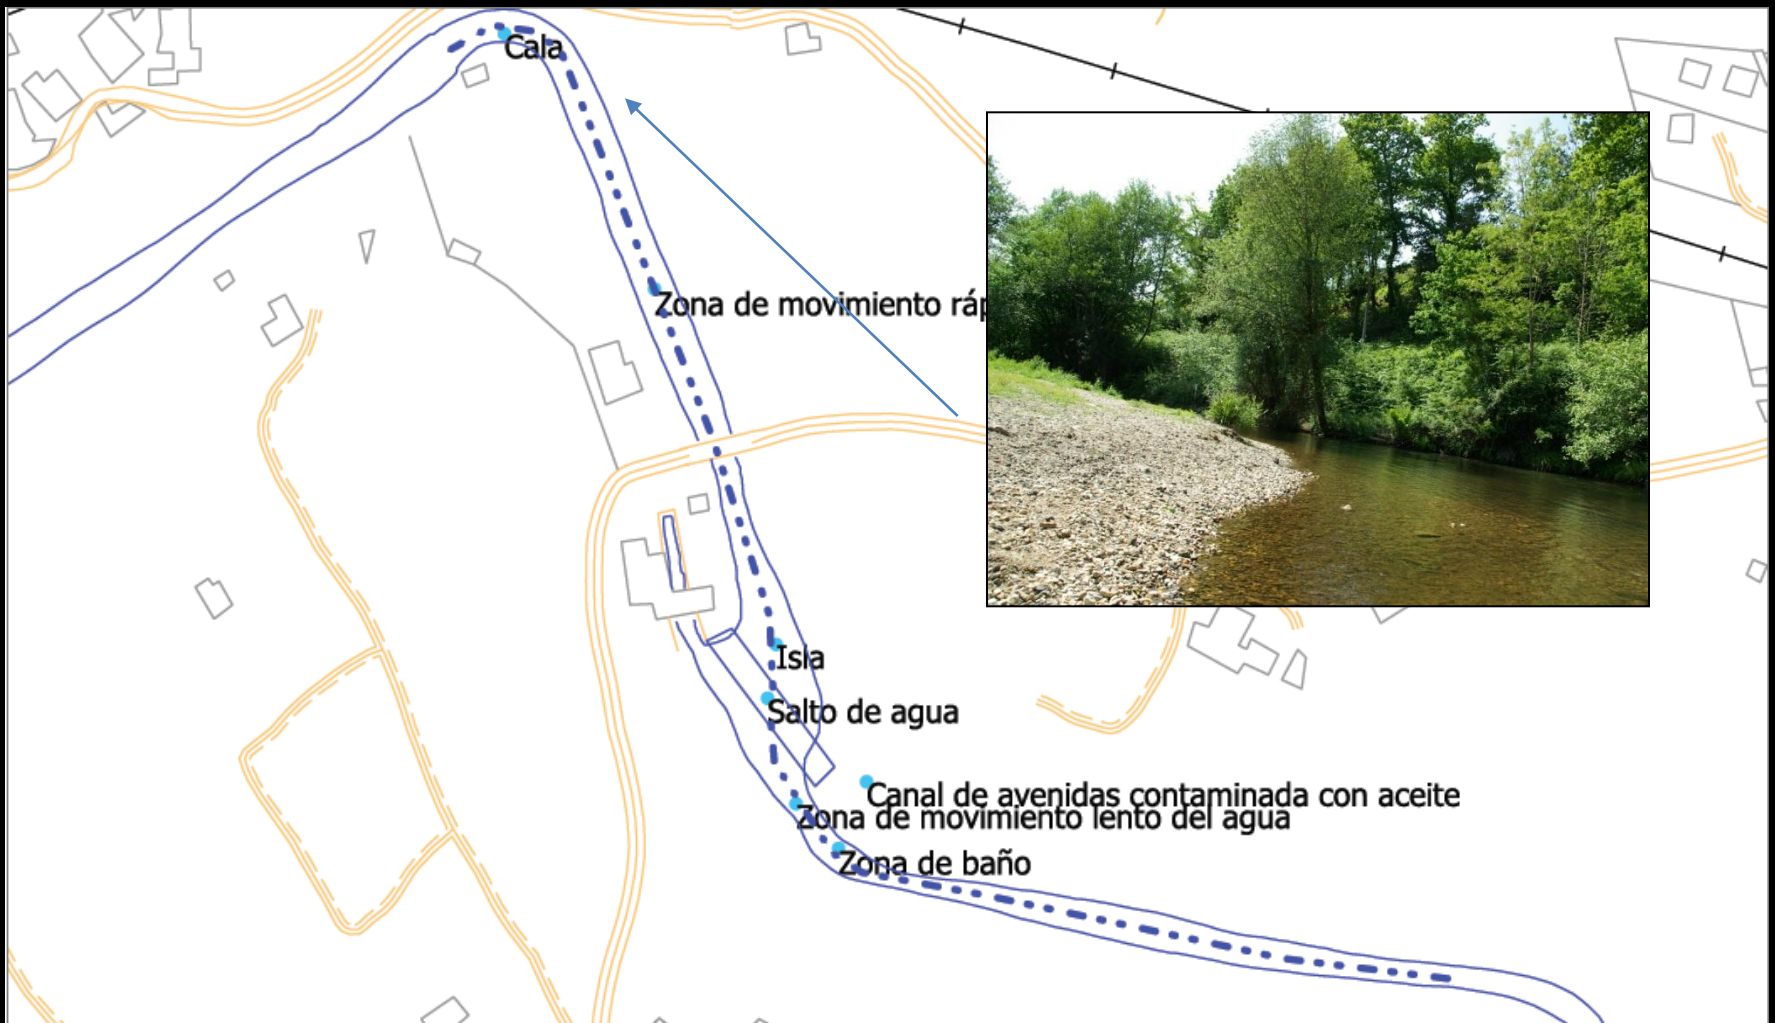 Cala
Zona de movimiento
Isla
Salto de agua
Canal de avenidas contaminada con aceite
Zona de movimiento lento del agua
Zona de baño